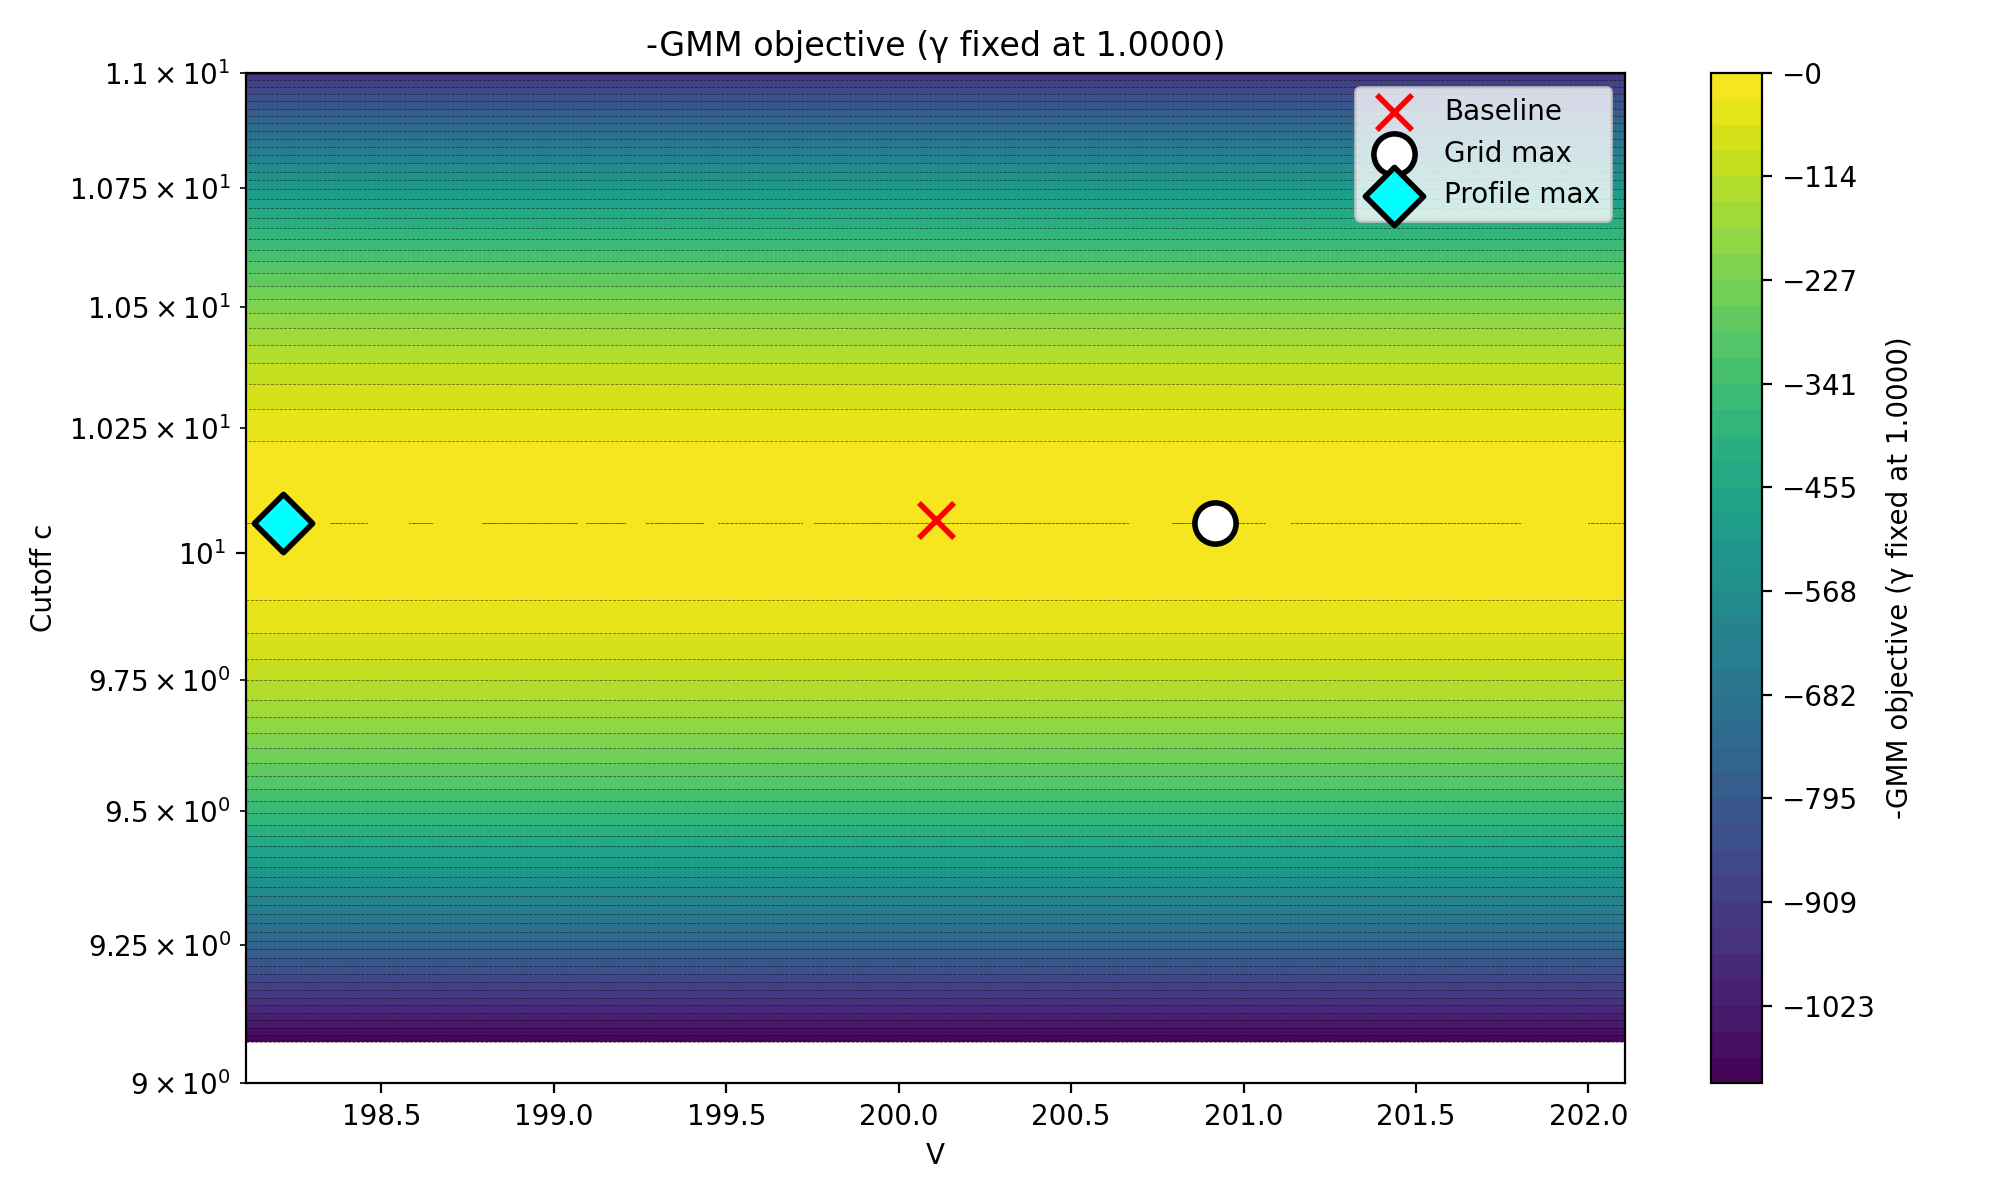 -GMM objective (γ fixed at 1.0000)
1.1 × 10¹
1.075 × 10¹
1.05 × 10¹
1.025 × 10¹
10¹
9.75 × 10⁰
9.5 × 10⁰
9.25 × 10⁰
9 × 10⁰
Cutoff c
Baseline
Grid max
Profile max
198.5
199.0
199.5
200.0
200.5
201.0
201.5
202.0
V
−0
−114
−227
−341
−455
−568
−682
−795
−909
−1023
-GMM objective (γ fixed at 1.0000)